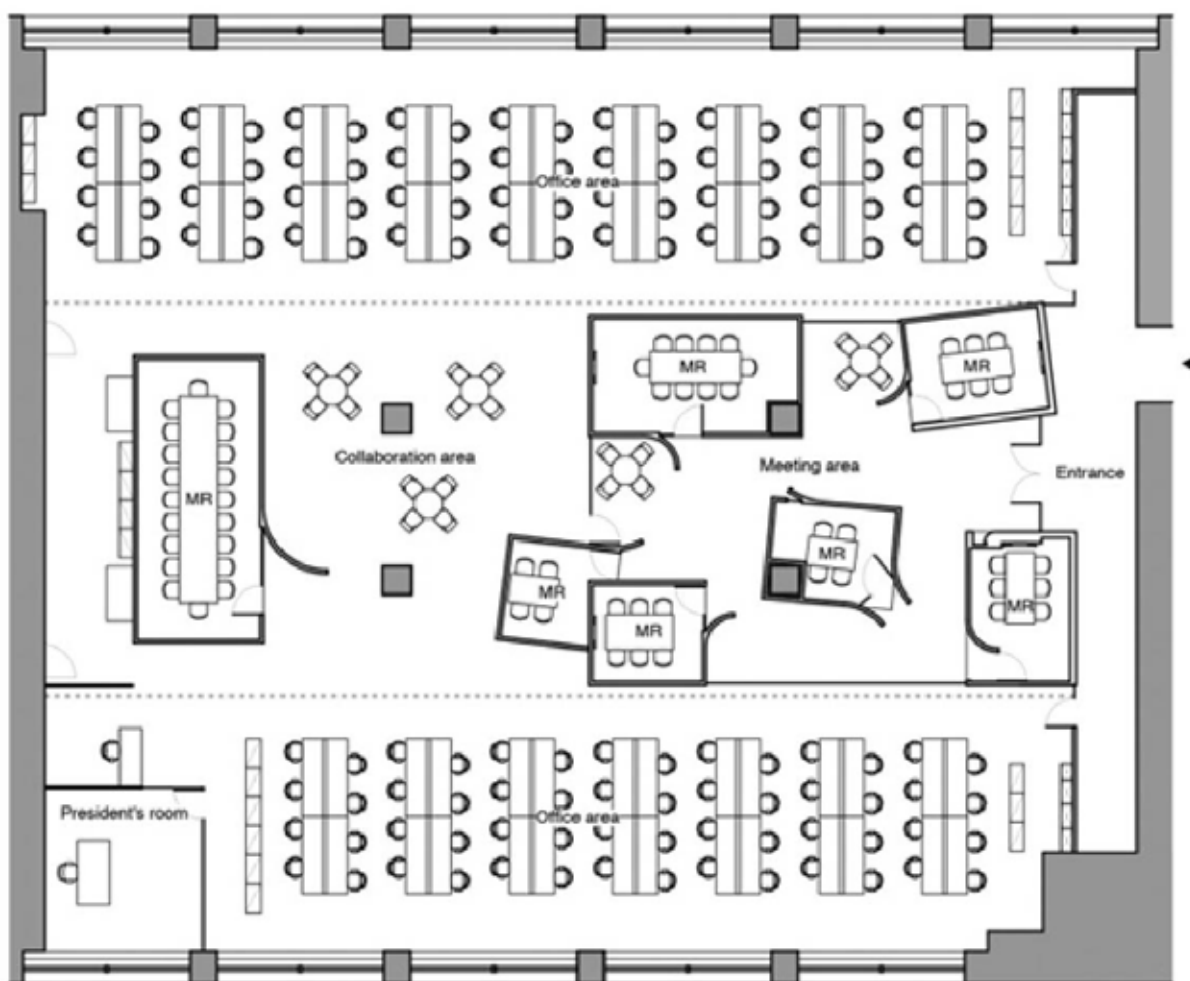 Office area
MR
MR
Collaboration area
Meeting area
Entrance
MR
MR
MR
MR
MR
President's room
Office area